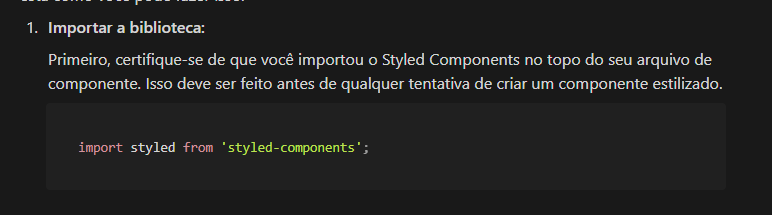 1. Importar a biblioteca:
Primeiro, certifique-se de que você importou o Styled Components no topo do seu arquivo de
componente. Isso deve ser feito antes de qualquer tentativa de criar um componente estilizado.
import styled from 'styled-components';